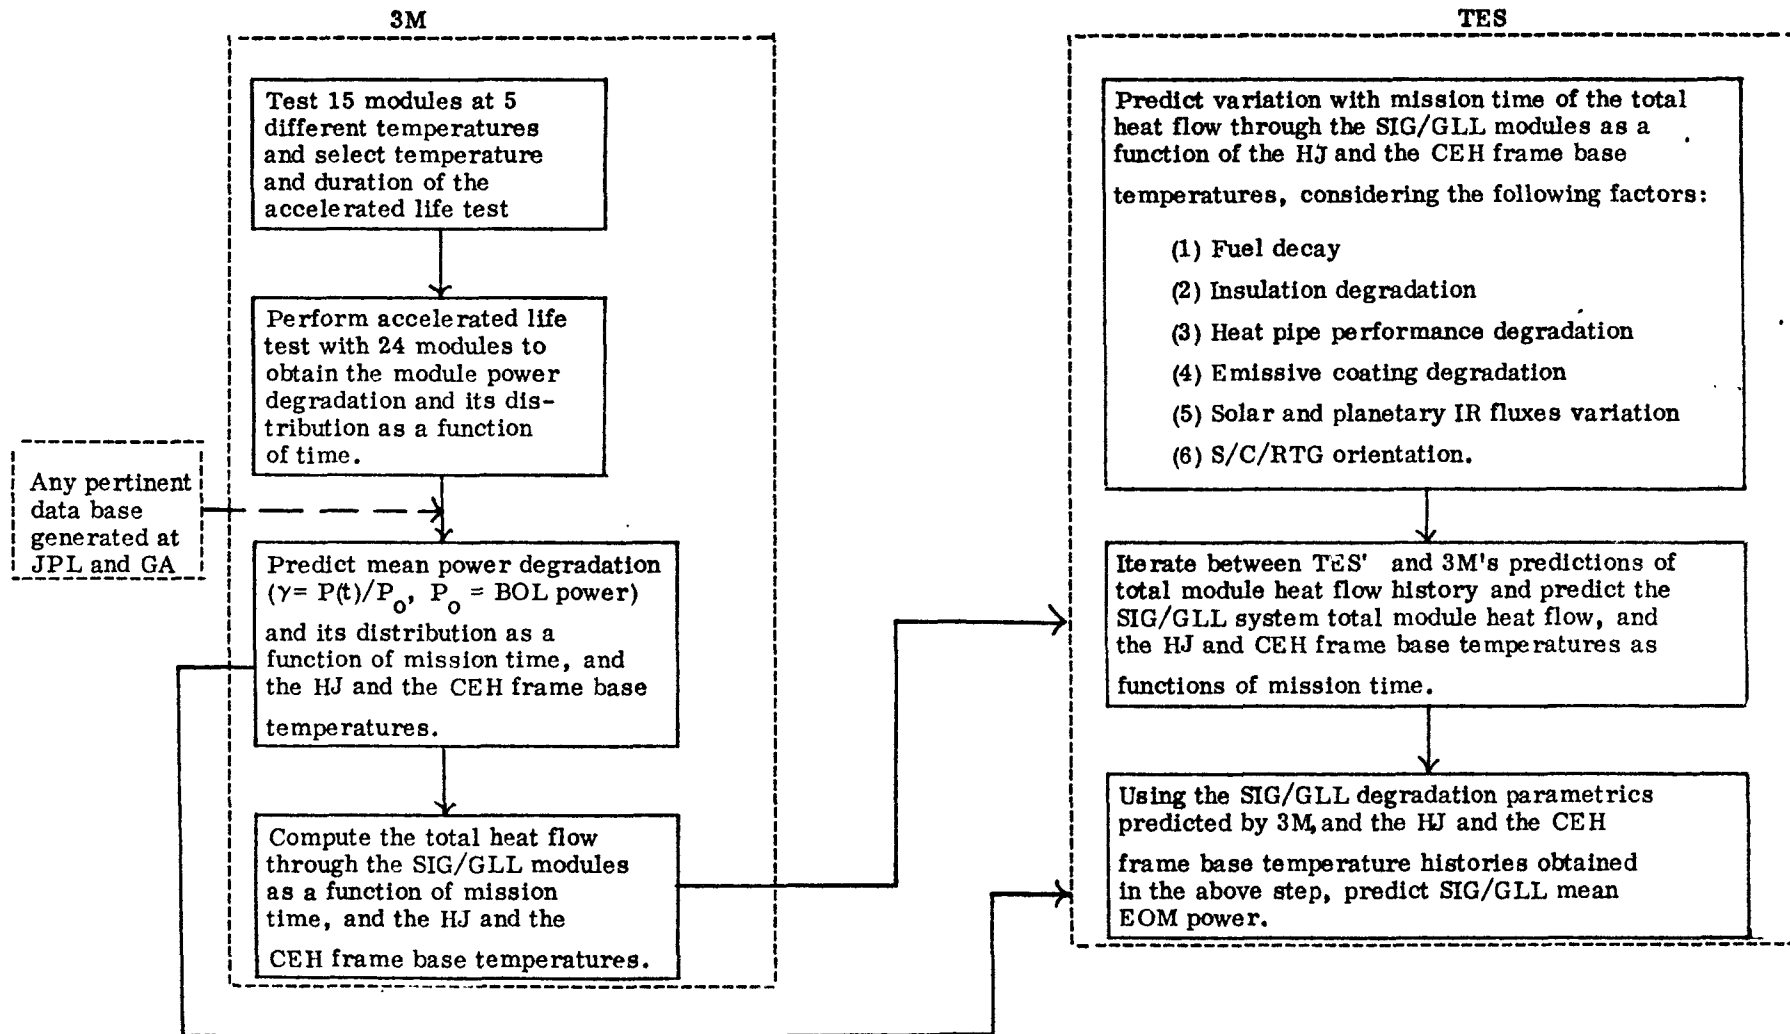 3M
Test 15 modules at 5
different temperatures
and select temperature
and duration of the
accelerated life test
Perform accelerated life
test with 24 modules to
obtain the module power
degradation and its dis-
tribution as a function
of time.
Any pertinent
data base
generated at
JPL and GA
Predict mean power degradation
(γ= P(t)/Po, Po = BOL power)
and its distribution as a
function of mission time, and
the HJ and the CEH frame base
temperatures.
Compute the total heat flow
through the SIG/GLL modules
as a function of mission
time, and the HJ and the
CEH frame base temperatures.
TES
Predict variation with mission time of the total
heat flow through the SIG/GLL modules as a
function of the HJ and the CEH frame base
temperatures, considering the following factors:
(1) Fuel decay
(2) Insulation degradation
(3) Heat pipe performance degradation
(4) Emissive coating degradation
(5) Solar and planetary IR fluxes variation
(6) S/C/RTG orientation.
Iterate between TES' and 3M's predictions of
total module heat flow history and predict the
SIG/GLL system total module heat flow, and
the HJ and CEH frame base temperatures as
functions of mission time.
Using the SIG/GLL degradation parametrics
predicted by 3M, and the HJ and the CEH
frame base temperature histories obtained
in the above step, predict SIG/GLL mean
EOM power.